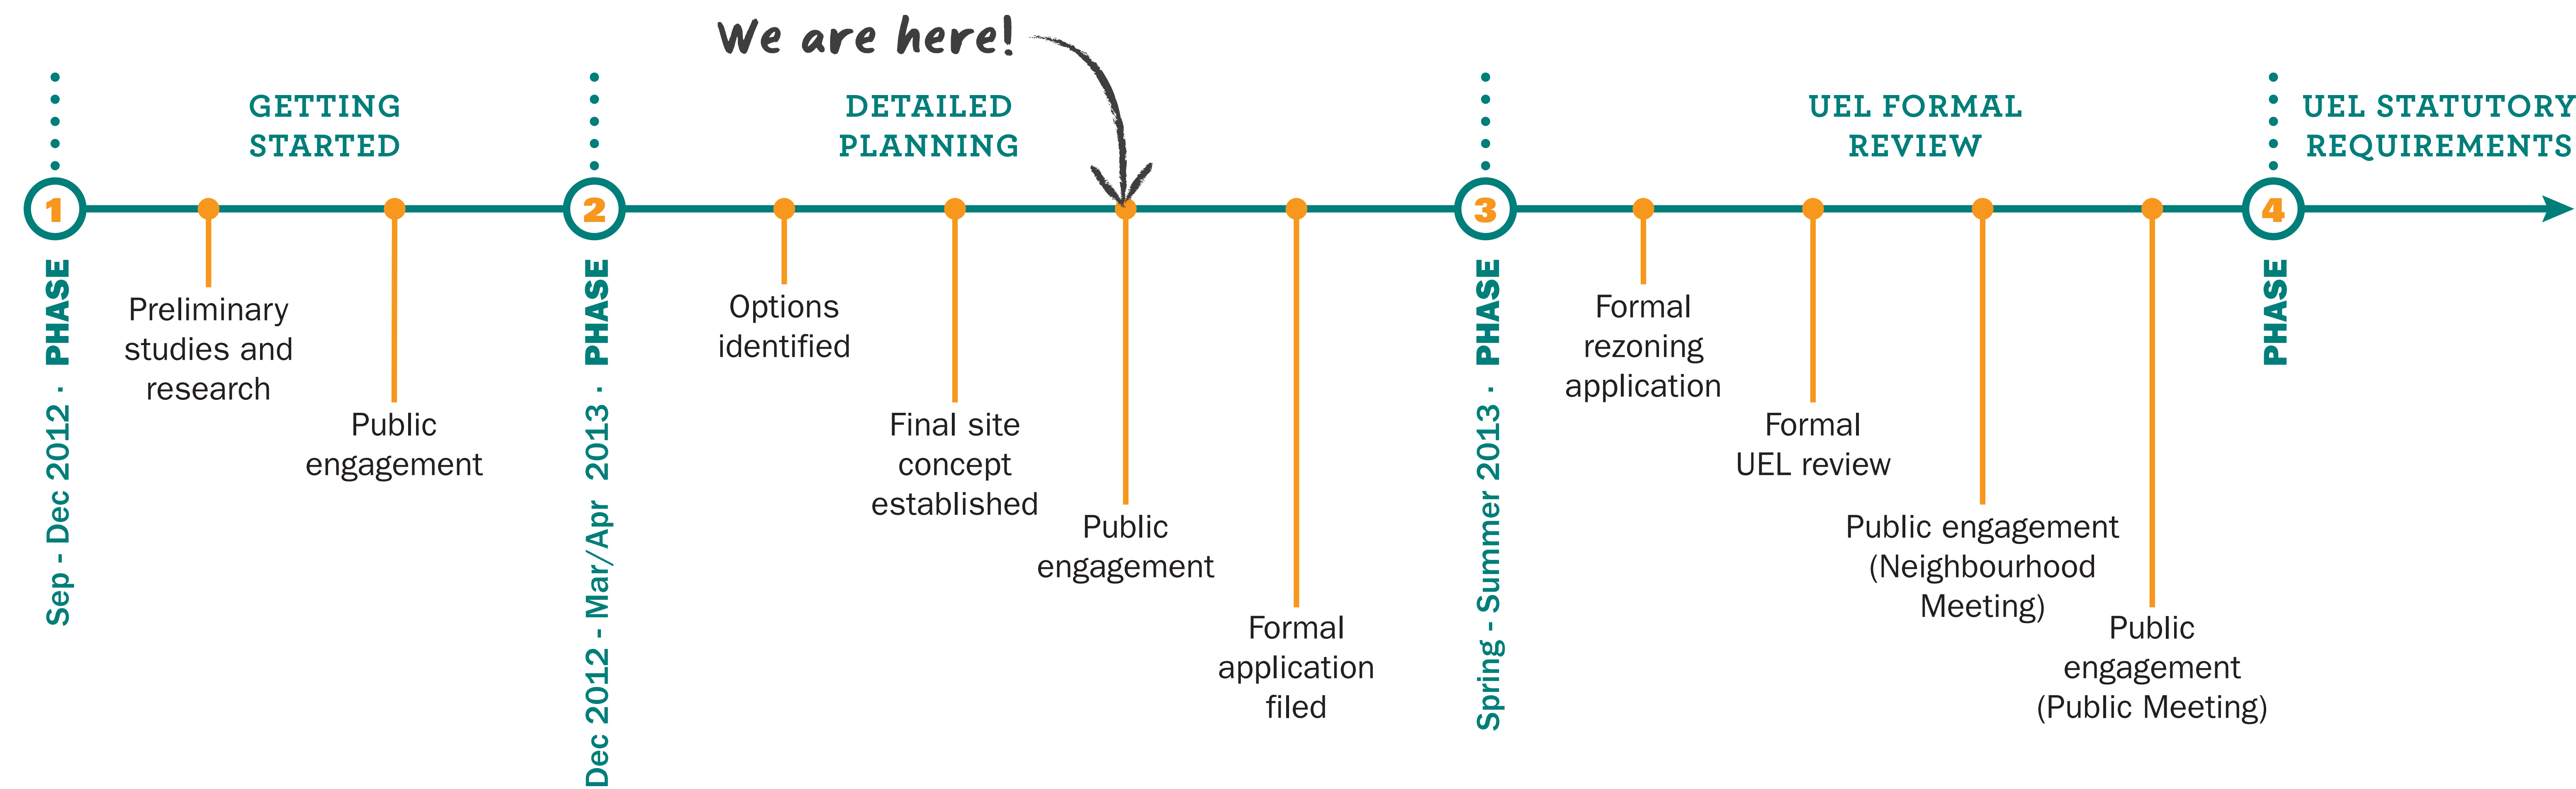 We are here!
GETTING
STARTED
DETAILED
PLANNING
UEL FORMAL
REVIEW
UEL STATUTORY
REQUIREMENTS
1
2
3
4
Sep - Dec 2012 · PHASE
Preliminary
studies and
research
Public
engagement
Dec 2012 - Mar/Apr 2013 · PHASE
Options
identified
Final site
concept
established
Public
engagement
Formal
application
filed
Spring - Summer 2013 · PHASE
Formal
rezoning
application
Formal
UEL review
Public engagement
(Neighbourhood
Meeting)
Public
engagement
(Public Meeting)
PHASE